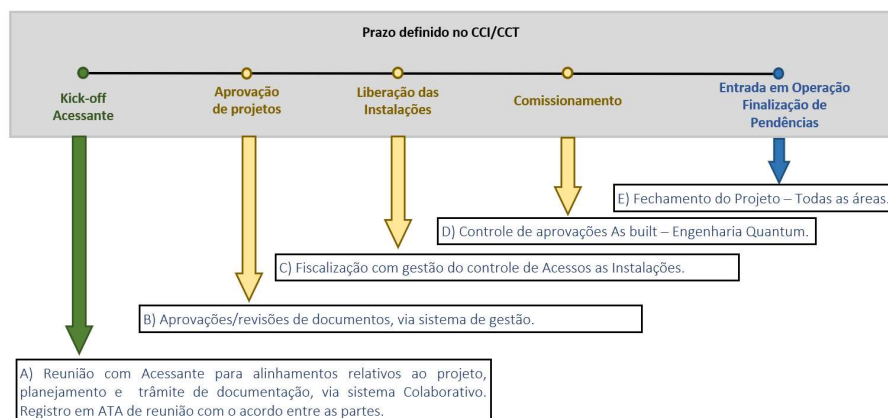 Prazo definido no CCI/CCT
Kick-off
Acessante
Aprovação
de projetos
Liberação das
Instalações
Comissionamento
Entrada em Operação
Finalização de
Pendências
E) Fechamento do Projeto – Todas as áreas.
D) Controle de aprovações As built – Engenharia Quantum.
C) Fiscalização com gestão do controle de Acessos as Instalações.
B) Aprovações/revisões de documentos, via sistema de gestão.
A) Reunião com Acessante para alinhamentos relativos ao projeto,
planejamento e trâmite de documentação, via sistema Colaborativo.
Registro em ATA de reunião com o acordo entre as partes.